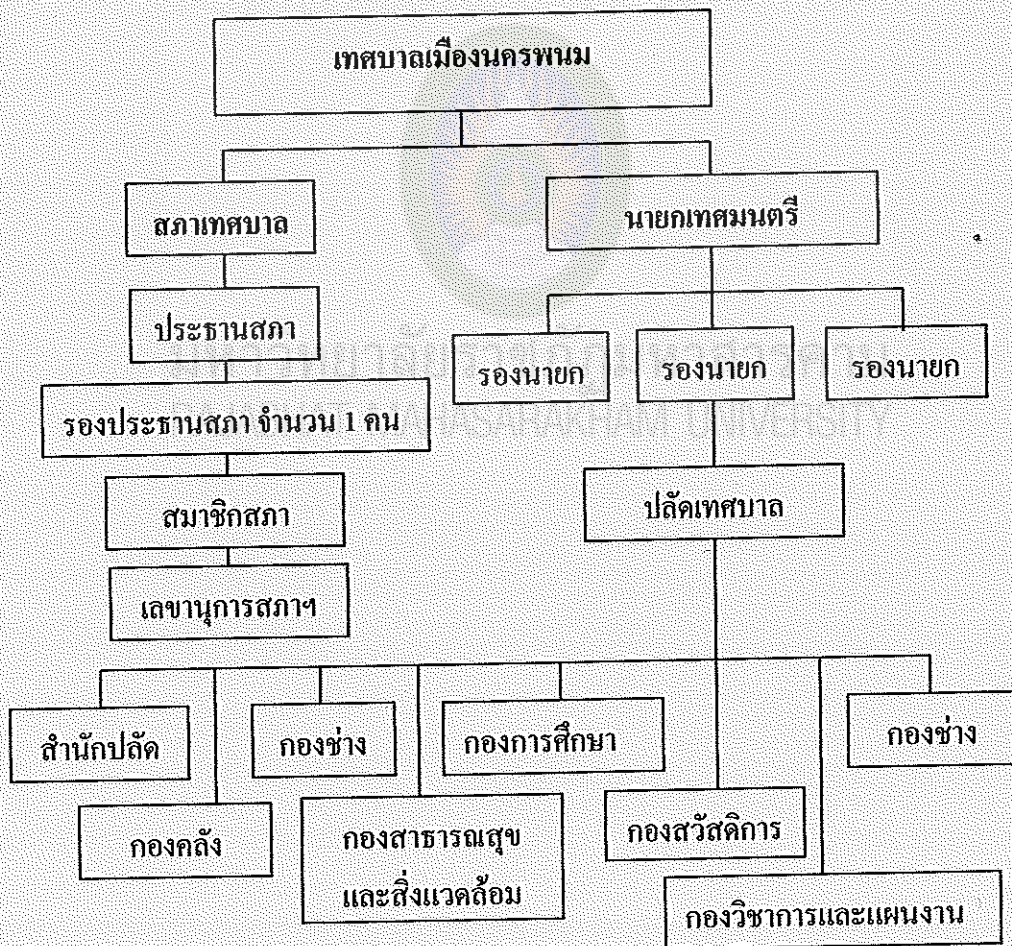 เทศบาลเมืองนครพนม
สภาเทศบาล
นายกเทศมนตรี
ประธานสภา
รองนายก
รองนายก
รองนายก
รองประธานสภา จำนวน 1 คน
สมาชิกสภา
ปลัดเทศบาล
เลขานุการสภาฯ
สำนักปลัด
กองช่าง
กองการศึกษา
กองช่าง
กองคลัง
กองสาธารณสุข
และสิ่งแวดล้อม
กองสวัสดิการ
กองวิชาการและแผนงาน